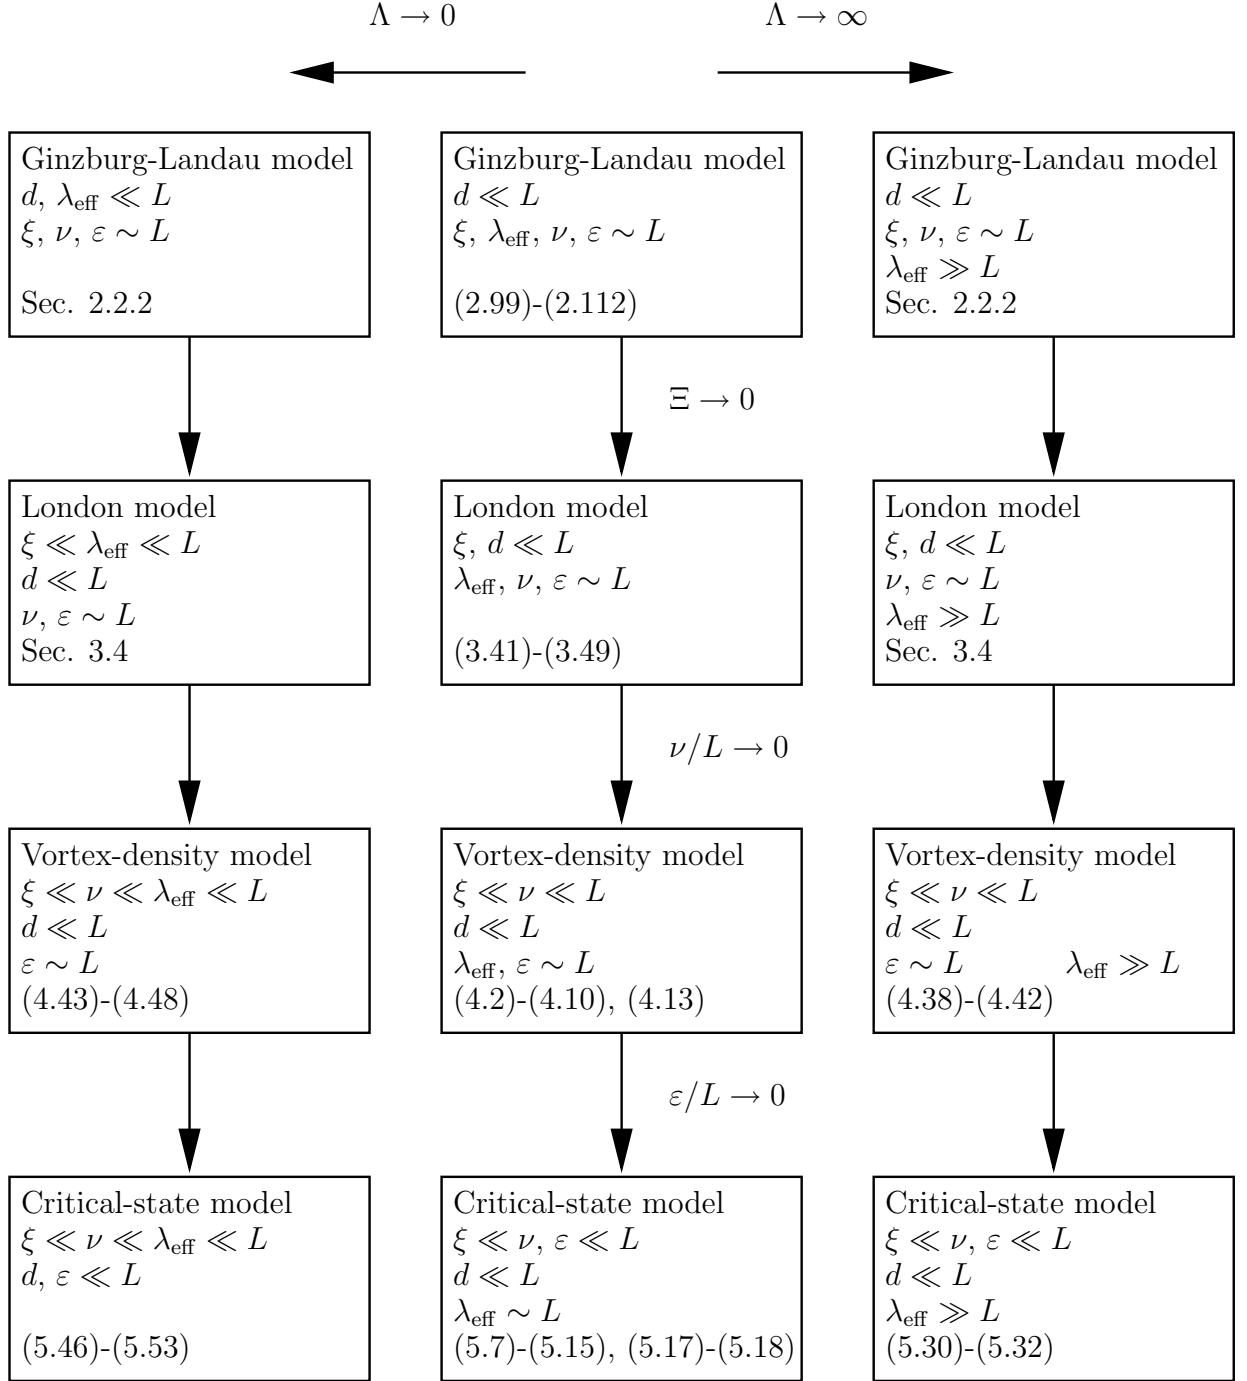 Λ → 0
Λ → ∞
Ginzburg-Landau model
d, λ_eff ≪ L
ξ, ν, ε ∼ L
Sec. 2.2.2
Ginzburg-Landau model
d ≪ L
ξ, λ_eff, ν, ε ∼ L
(2.99)-(2.112)
Ginzburg-Landau model
d ≪ L
ξ, ν, ε ∼ L
λ_eff ≫ L
Sec. 2.2.2
Ξ → 0
London model
ξ ≪ λ_eff ≪ L
d ≪ L
ν, ε ∼ L
Sec. 3.4
London model
ξ, d ≪ L
λ_eff, ν, ε ∼ L
(3.41)-(3.49)
London model
ξ, d ≪ L
ν, ε ∼ L
λ_eff ≫ L
Sec. 3.4
ν/L → 0
Vortex-density model
ξ ≪ ν ≪ λ_eff ≪ L
d ≪ L
ε ∼ L
(4.43)-(4.48)
Vortex-density model
ξ ≪ ν ≪ L
d ≪ L
λ_eff, ε ∼ L
(4.2)-(4.10), (4.13)
Vortex-density model
ξ ≪ ν ≪ L
d ≪ L
ε ∼ L λ_eff ≫ L
(4.38)-(4.42)
ε/L → 0
Critical-state model
ξ ≪ ν ≪ λ_eff ≪ L
d, ε ≪ L
(5.46)-(5.53)
Critical-state model
ξ ≪ ν, ε ≪ L
d ≪ L
λ_eff ∼ L
(5.7)-(5.15), (5.17)-(5.18)
Critical-state model
ξ ≪ ν, ε ≪ L
d ≪ L
λ_eff ≫ L
(5.30)-(5.32)